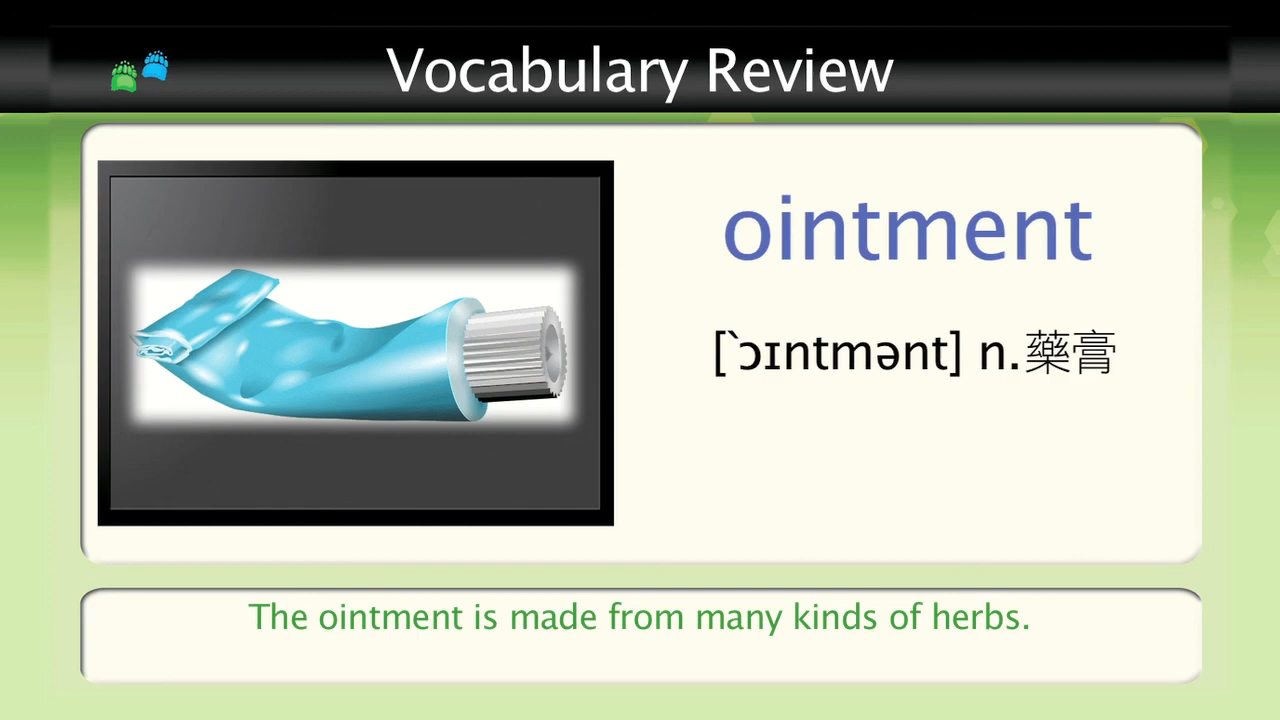 Vocabulary Review
ointment
[ˋɔɪntmənt] n.藥膏
The ointment is made from many kinds of herbs.